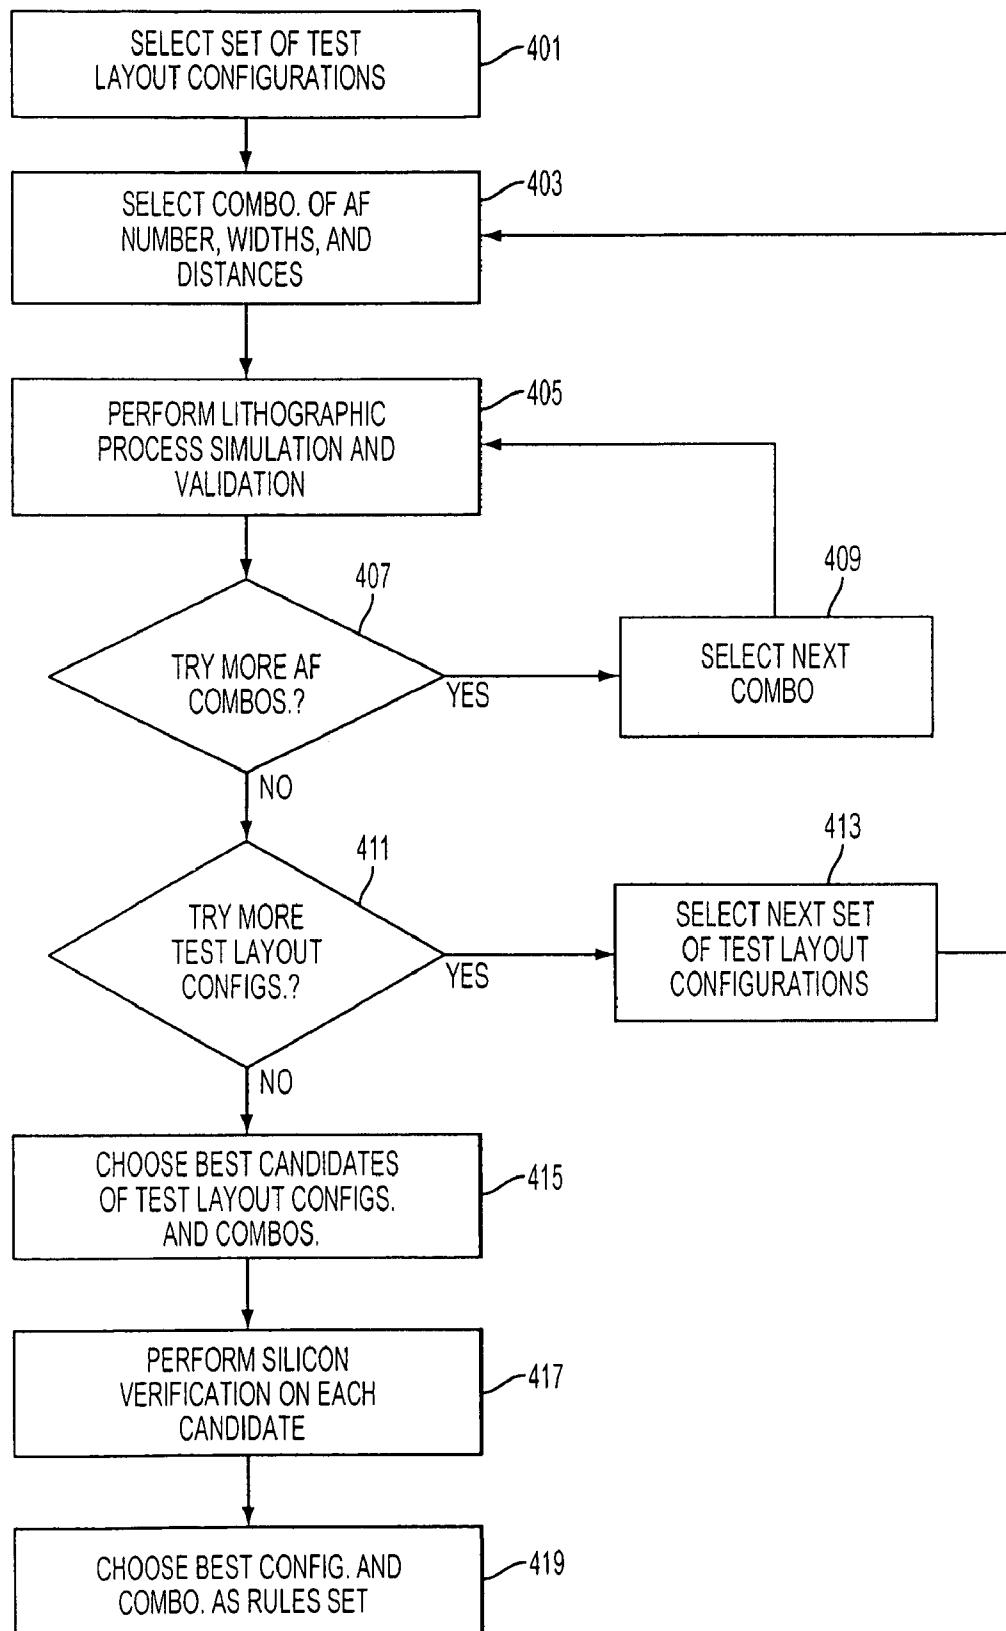 SELECT SET OF TEST
LAYOUT CONFIGURATIONS
401
SELECT COMBO. OF AF
NUMBER, WIDTHS, AND
DISTANCES
403
PERFORM LITHOGRAPHIC
PROCESS SIMULATION AND
VALIDATION
405
TRY MORE AF
COMBOS.?
407
YES
NO
SELECT NEXT
COMBO
409
TRY MORE
TEST LAYOUT
CONFIGS.?
411
YES
NO
SELECT NEXT SET
OF TEST LAYOUT
CONFIGURATIONS
413
CHOOSE BEST CANDIDATES
OF TEST LAYOUT CONFIGS.
AND COMBOS.
415
PERFORM SILICON
VERIFICATION ON EACH
CANDIDATE
417
CHOOSE BEST CONFIG. AND
COMBO. AS RULES SET
419